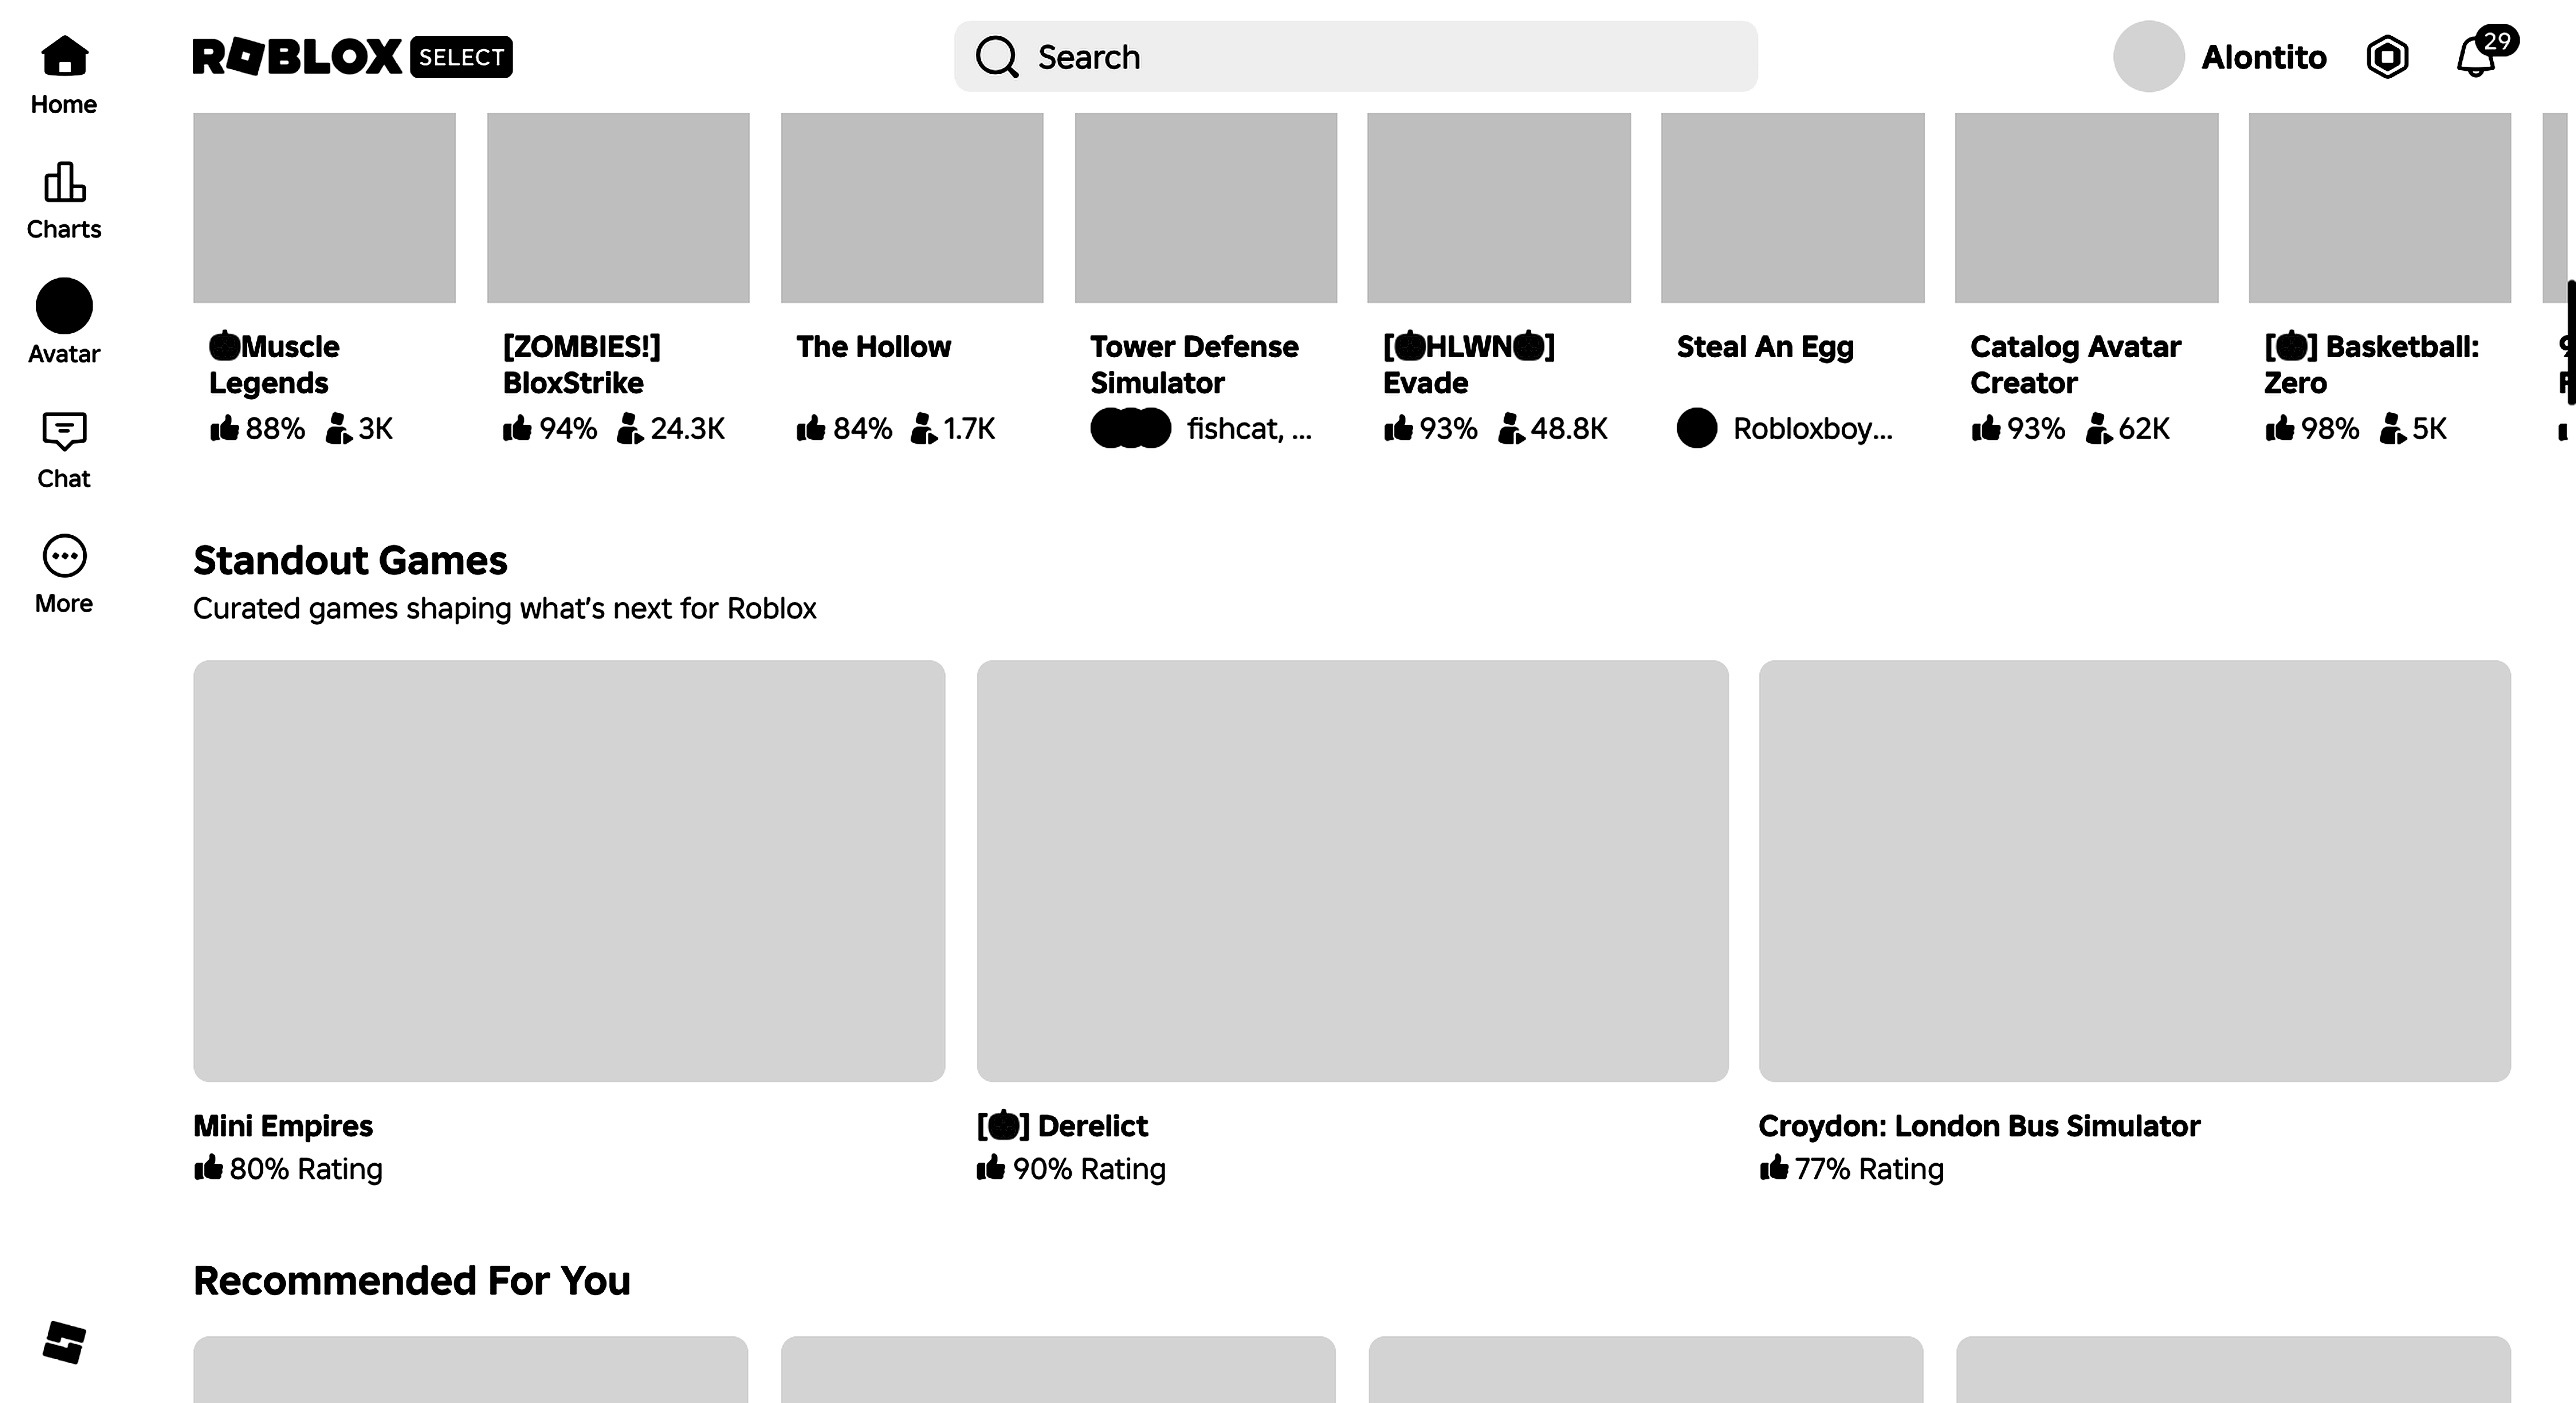 ROBLOX SELECT
Search
Alontito
29
Home
Charts
Avatar
Chat
More
🎃Muscle
Legends
88% 3K
[ZOMBIES!]
BloxStrike
94% 24.3K
The Hollow
84% 1.7K
Tower Defense
Simulator
fishcat, ...
[🎃HLWN🎃]
Evade
93% 48.8K
Steal An Egg
Robloxboy...
Catalog Avatar
Creator
93% 62K
[🎃] Basketball:
Zero
98% 5K
Standout Games
Curated games shaping what's next for Roblox
Mini Empires
80% Rating
[🎃] Derelict
90% Rating
Croydon: London Bus Simulator
77% Rating
Recommended For You